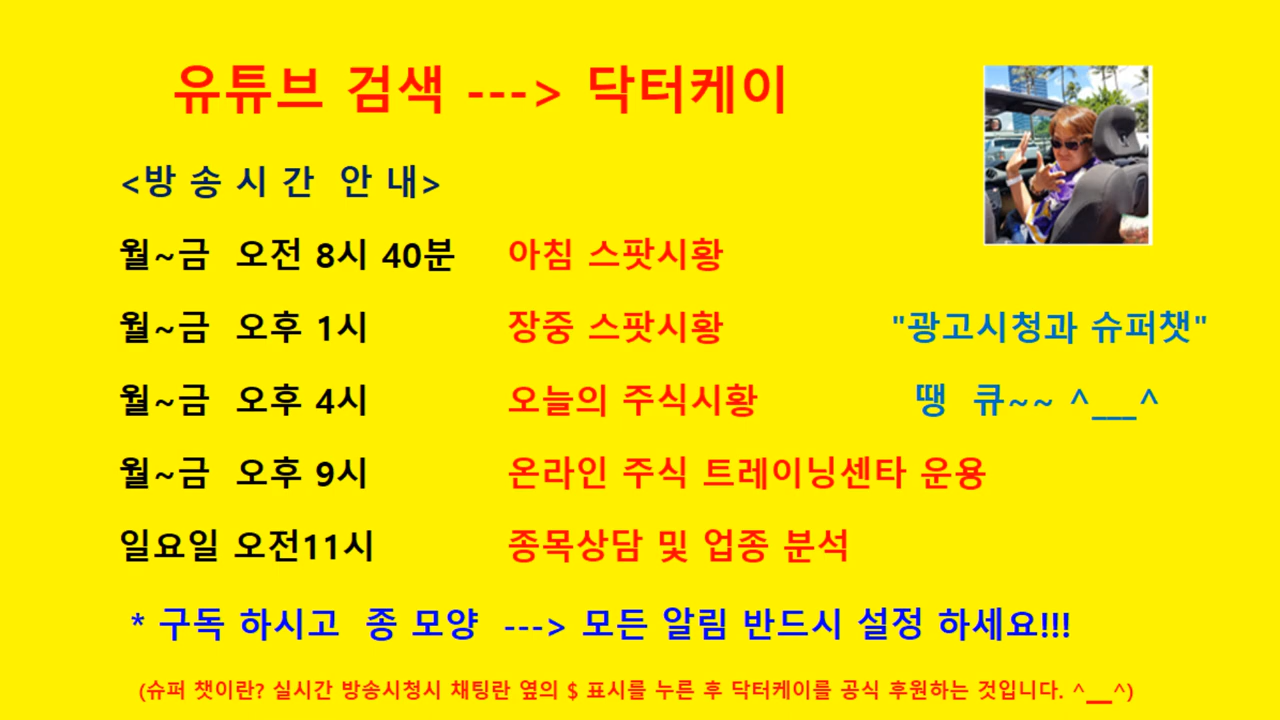 유튜브 검색 ---> 닥터케이
<방 송 시 간 안 내>
월~금 오전 8시 40분 아침 스팟시황
월~금 오후 1시 장중 스팟시황 "광고시청과 슈퍼챗"
월~금 오후 4시 오늘의 주식시황 땡 큐~~ ^___^
월~금 오후 9시 온라인 주식 트레이닝센타 운용
일요일 오전11시 종목상담 및 업종 분석
* 구독 하시고 종 모양 ---> 모든 알림 반드시 설정 하세요!!!
(슈퍼 챗이란? 실시간 방송시청시 채팅란 옆의 $ 표시를 누른 후 닥터케이를 공식 후원하는 것입니다. ^__^)